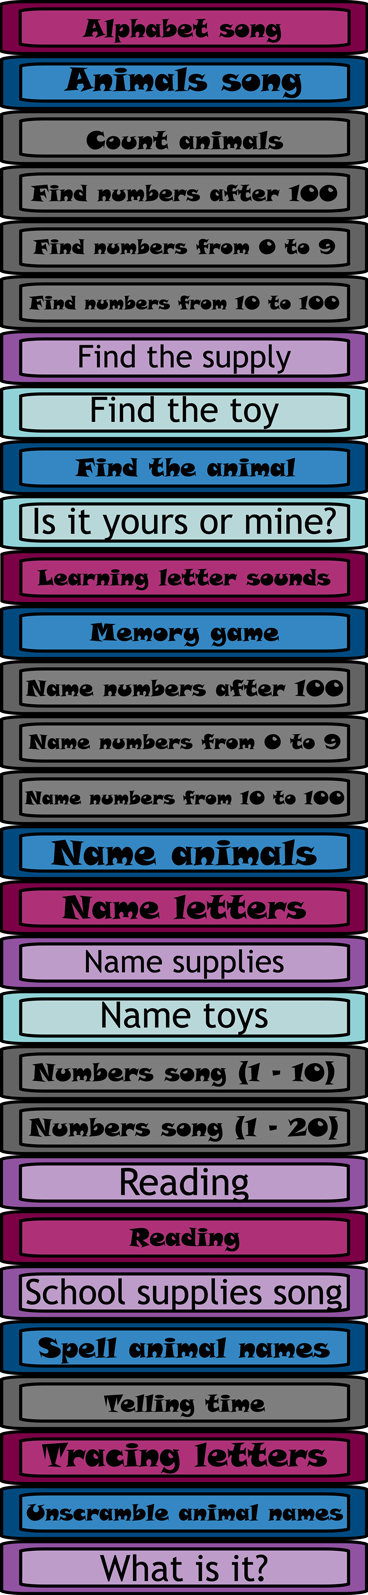 Alphabet song
Animals song
Count animals
Find numbers after 100
Find numbers from 0 to 9
Find numbers from 10 to 100
Find the supply
Find the toy
Find the animal
Is it yours or mine?
Learning letter sounds
Memory game
Name numbers after 100
Name numbers from 0 to 9
Name numbers from 10 to 100
Name animals
Name letters
Name supplies
Name toys
Numbers song (1 - 10)
Numbers song (1 - 20)
Reading
Reading
School supplies song
Spell animal names
Telling time
Tracing letters
Unscramble animal names
What is it?